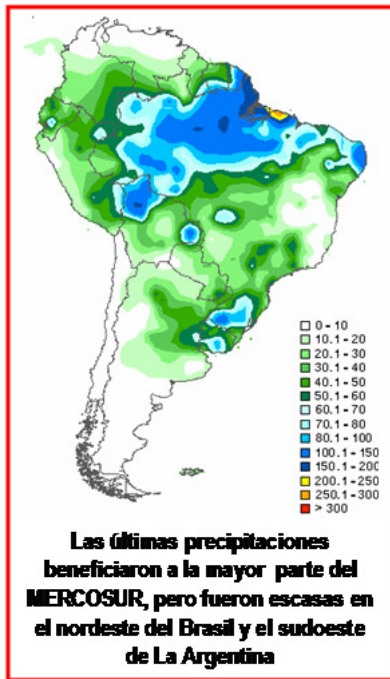 0 - 10
10.1 - 20
20.1 - 30
30.1 - 40
40.1 - 50
50.1 - 60
60.1 - 70
70.1 - 80
80.1 - 100
100.1 - 150
150.1 - 200
200.1 - 250
250.1 - 300
> 300
Las últimas precipitaciones
beneficiaron a la mayor parte del
MERCOSUR, pero fueron escasas en
el nordeste del Brasil y el sudoeste
de La Argentina